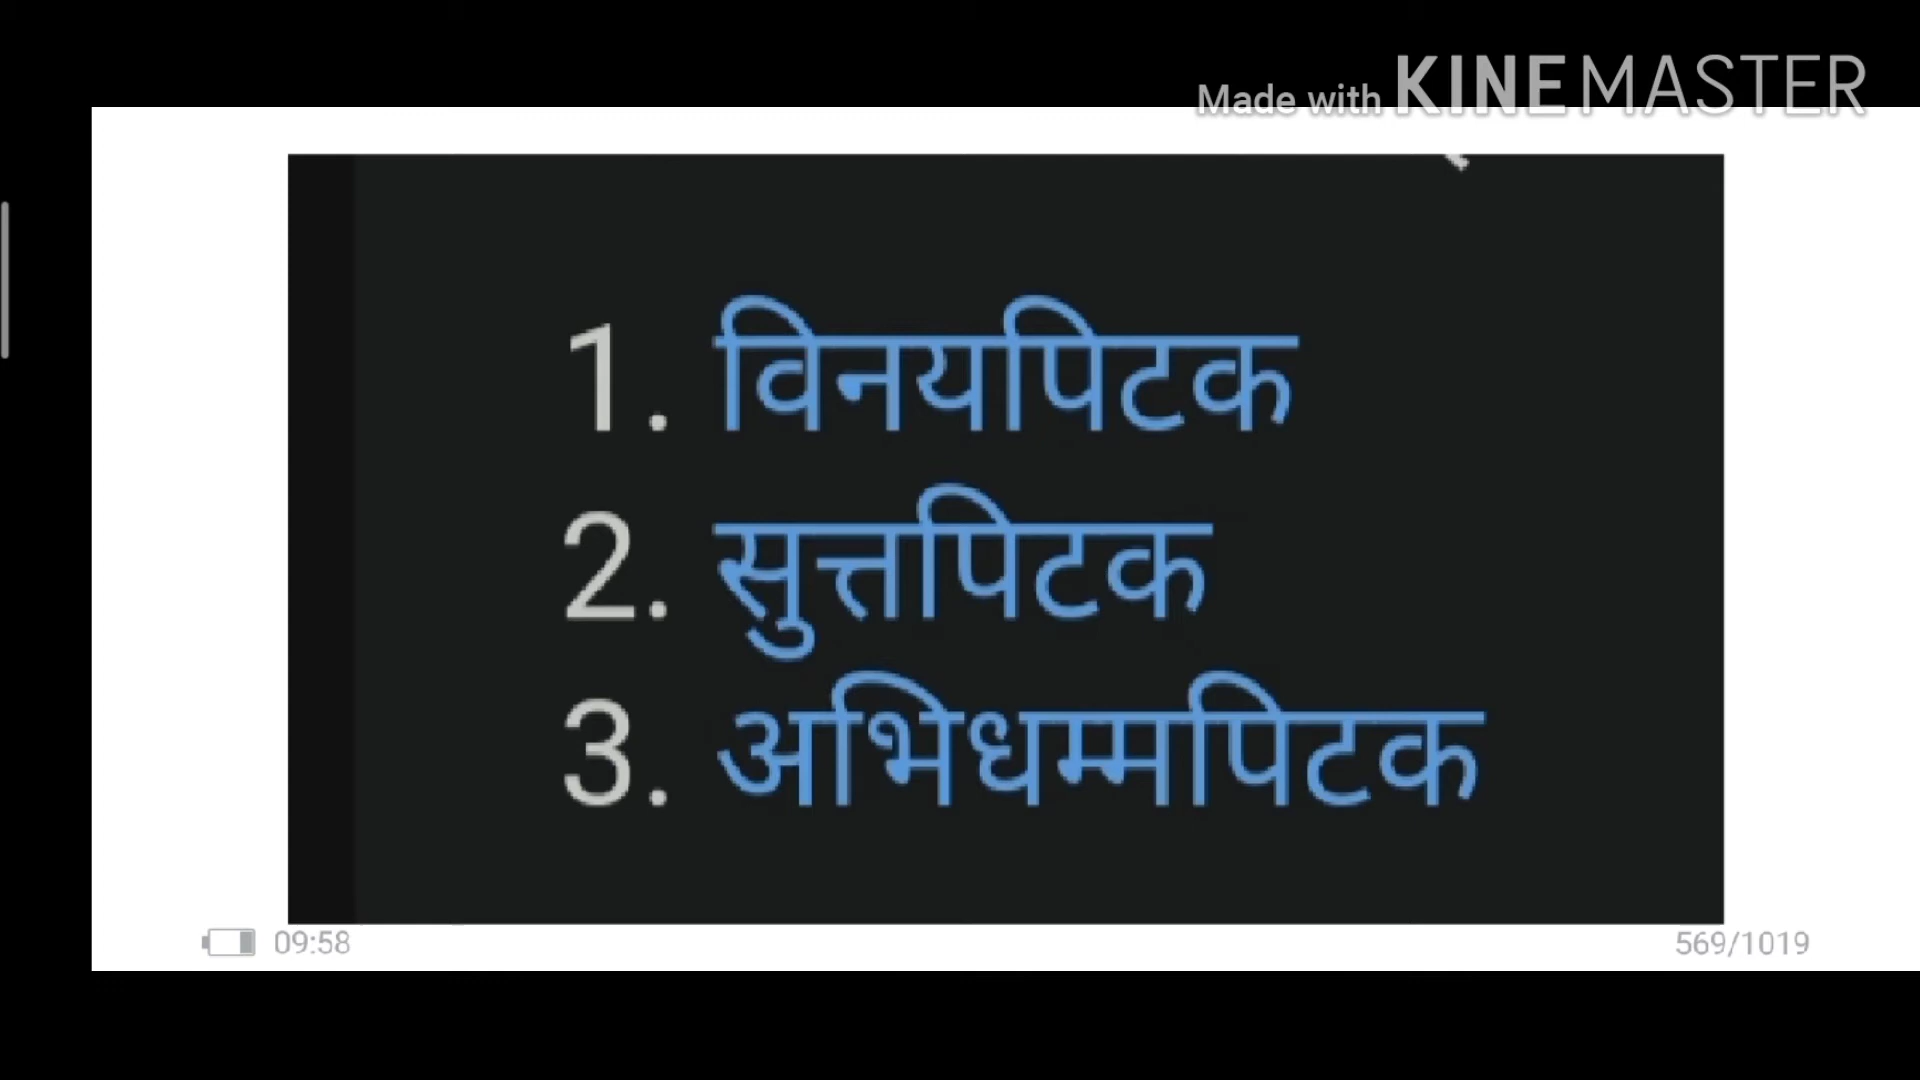 Made with KINEMASTER
1. विनयपिटक
2. सुत्तपिटक
3. अभिधम्मपिटक
09:58
569/1019